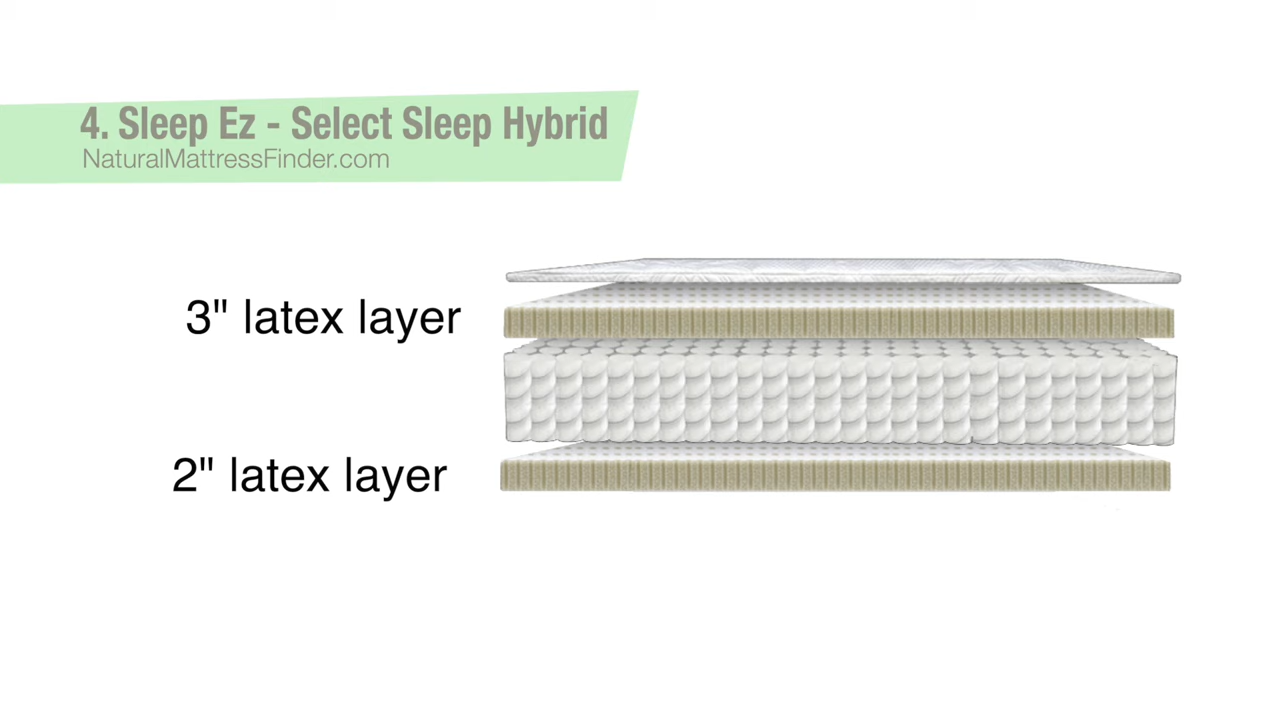 4. Sleep Ez - Select Sleep Hybrid
NaturalMattressFinder.com
3" latex layer
2" latex layer